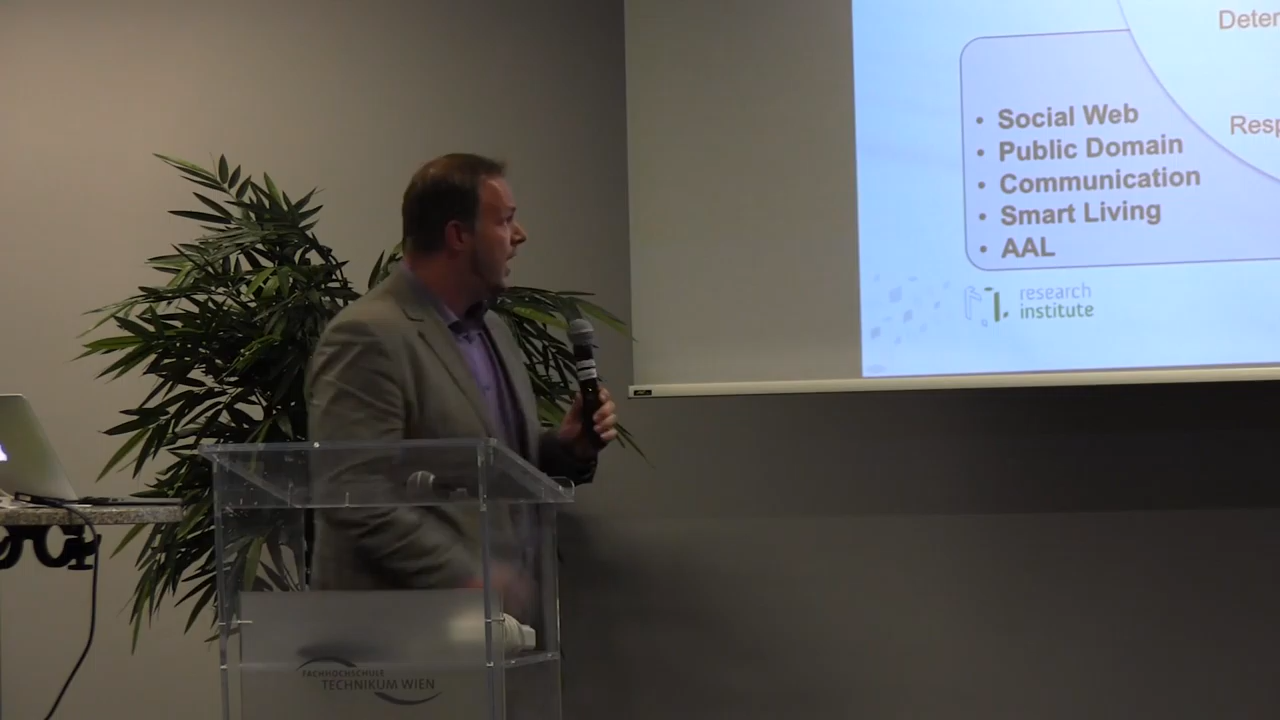 Deter
Resp
• Social Web
• Public Domain
• Communication
• Smart Living
• AAL
research
institute
FACHHOCHSCHULE
TECHNIKUM WIEN